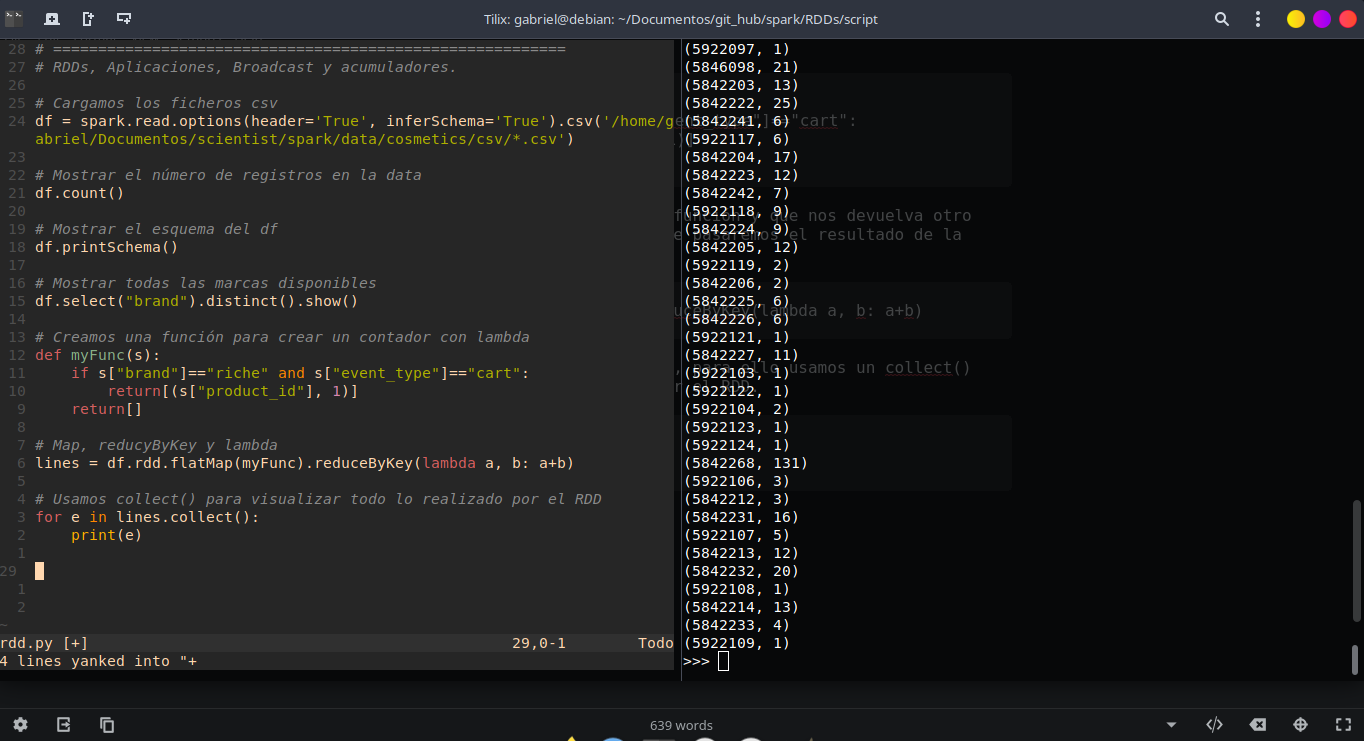 Tilix: gabriel@debian: ~/Documentos/git_hub/spark/RDDs/script
28 # =========================================================
27 # RDDs, Aplicaciones, Broadcast y acumuladores.
26
25 # Cargamos los ficheros csv
24 df = spark.read.options(header='True', inferSchema='True').csv('/home/g
abriel/Documentos/scientist/spark/data/cosmetics/csv/*.csv')
23
22 # Mostrar el número de registros en la data
21 df.count()
20
19 # Mostrar el esquema del df
18 df.printSchema()
17
16 # Mostrar todas las marcas disponibles
15 df.select("brand").distinct().show()
14
13 # Creamos una función para crear un contador con lambda
12 def myFunc(s):
11 if s["brand"]=="riche" and s["event_type"]=="cart":
10 return[(s["product_id"], 1)]
9 return[]
8
7 # Map, reducyByKey y lambda
6 lines = df.rdd.flatMap(myFunc).reduceByKey(lambda a, b: a+b)
5
4 # Usamos collect() para visualizar todo lo realizado por el RDD
3 for e in lines.collect():
2 print(e)
1
29
1
2
~
rdd.py [+] 29,0-1 Todo
4 lines yanked into "+
(5922097, 1)
(5846098, 21)
(5842203, 13)
(5842222, 25)
(5842241, 6)
(5922117, 6)
(5842204, 17)
(5842223, 12)
(5842242, 7)
(5922118, 9)
(5842224, 9)
(5842205, 12)
(5922119, 2)
(5842206, 2)
(5842225, 6)
(5842226, 6)
(5922121, 1)
(5842227, 11)
(5922103, 1)
(5922122, 1)
(5922104, 2)
(5922123, 1)
(5922124, 1)
(5842268, 131)
(5922106, 3)
(5842212, 3)
(5842231, 16)
(5922107, 5)
(5842213, 12)
(5842232, 20)
(5922108, 1)
(5842214, 13)
(5842233, 4)
(5922109, 1)
>>>
"]=="cart":
y que nos devuelva otro
pasaremos el resultado de la
(lambda a, b: a+b)
usamos un collect()
el RDD
639 words